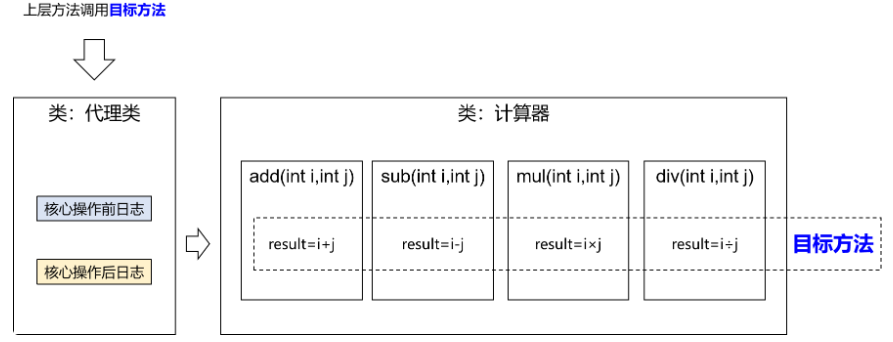 上层方法调用目标方法
类：代理类
核心操作前日志
核心操作后日志
类：计算器
add(int i,int j)
sub(int i,int j)
mul(int i,int j)
div(int i,int j)
result=i+j
result=i-j
result=i×j
result=i÷j
目标方法